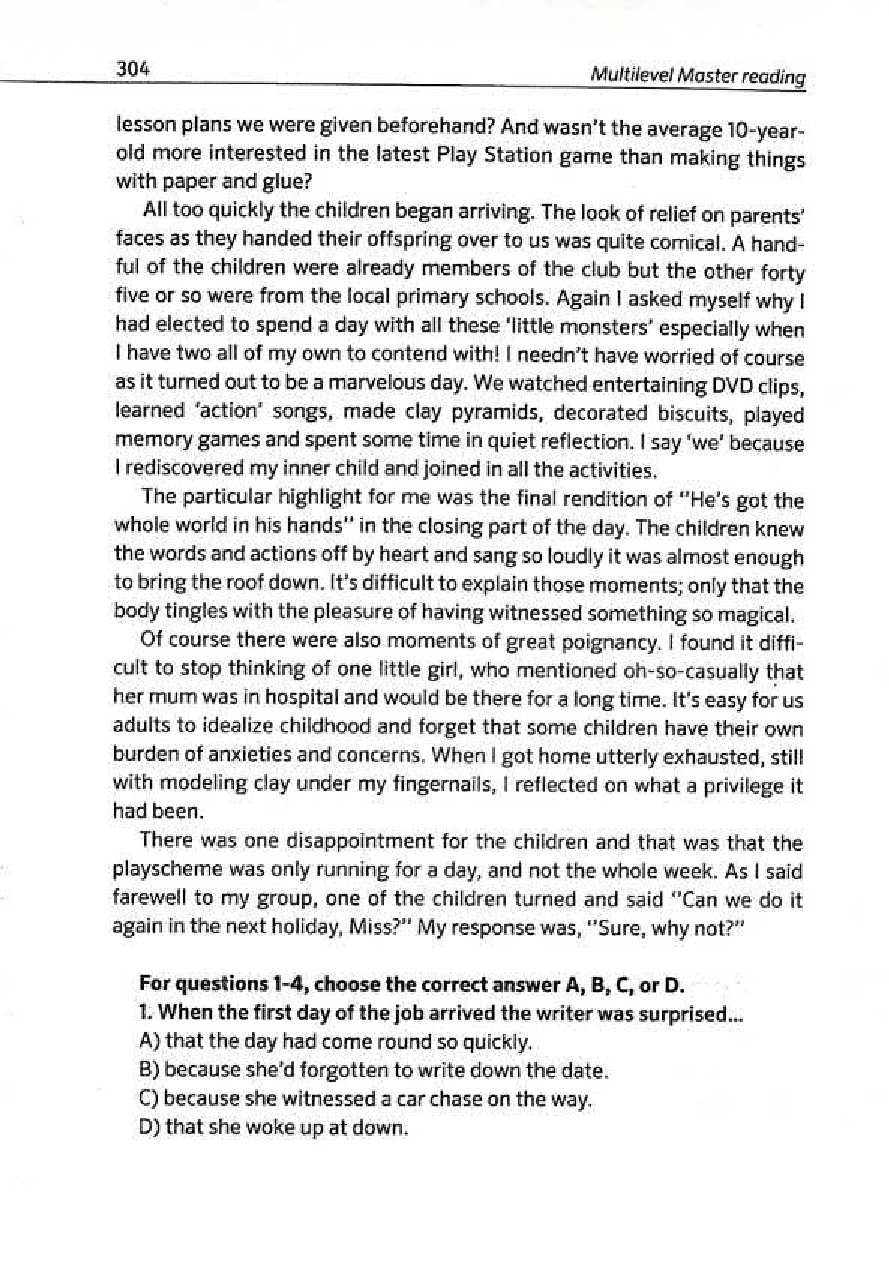 304
Multilevel Master reading
lesson plans we were given beforehand? And wasn't the average 10-year-
old more interested in the latest Play Station game than making things
with paper and glue?
All too quickly the children began arriving. The look of relief on parents'
faces as they handed their offspring over to us was quite comical. A hand-
ful of the children were already members of the club but the other forty
five or so were from the local primary schools. Again I asked myself why I
had elected to spend a day with all these 'little monsters' especially when
I have two all of my own to contend with! I needn't have worried of course
as it turned out to be a marvelous day. We watched entertaining DVD clips,
learned 'action' songs, made clay pyramids, decorated biscuits, played
memory games and spent some time in quiet reflection. I say 'we' because
I rediscovered my inner child and joined in all the activities.
The particular highlight for me was the final rendition of "He's got the
whole world in his hands" in the closing part of the day. The children knew
the words and actions off by heart and sang so loudly it was almost enough
to bring the roof down. It's difficult to explain those moments; only that the
body tingles with the pleasure of having witnessed something so magical.
Of course there were also moments of great poignancy. I found it diffi-
cult to stop thinking of one little girl, who mentioned oh-so-casually that
her mum was in hospital and would be there for a long time. It's easy for us
adults to idealize childhood and forget that some children have their own
burden of anxieties and concerns. When I got home utterly exhausted, still
with modeling clay under my fingernails, I reflected on what a privilege it
had been.
There was one disappointment for the children and that was that the
playscheme was only running for a day, and not the whole week. As I said
farewell to my group, one of the children turned and said "Can we do it
again in the next holiday, Miss?" My response was, "Sure, why not?"
For questions 1-4, choose the correct answer A, B, C, or D.
1. When the first day of the job arrived the writer was surprised...
A) that the day had come round so quickly.
B) because she'd forgotten to write down the date.
C) because she witnessed a car chase on the way.
D) that she woke up at down.